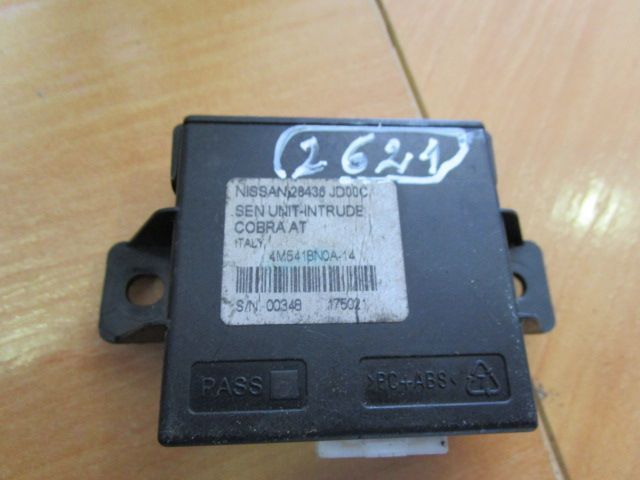 2621
NISSAN 28436 JD00C
SEN UNIT-INTRUDE
COBRA AT
ITALY
4M5418N0A-14
S/N 00348 175021
PASS
>PC+ABS<